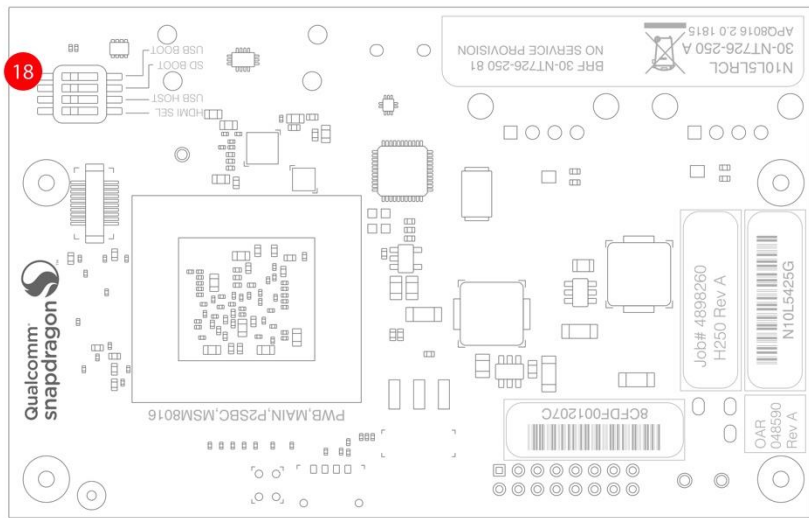 18
USB BOOT
SD BOOT
USB HOST
HDMI SEL
N10L5LRCL
30-NT726-250 A
APQ8016 2.0 1815
BRF 30-NT726-250 81
NO SERVICE PROVISION
Qualcomm®
snapdragon™
PWB,MAIN,P2SBC,MSM8016
Job# 4898260
H250 Rev A
N10L5425G
8CFDF001207C
OAR
048590
Rev A